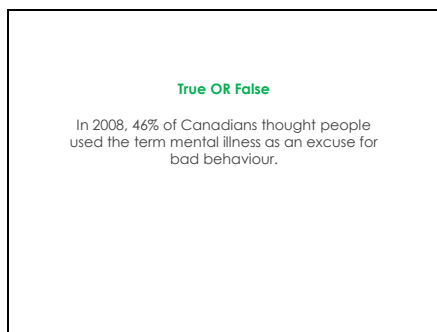 True OR False
In 2008, 46% of Canadians thought people
used the term mental illness as an excuse for
bad behaviour.